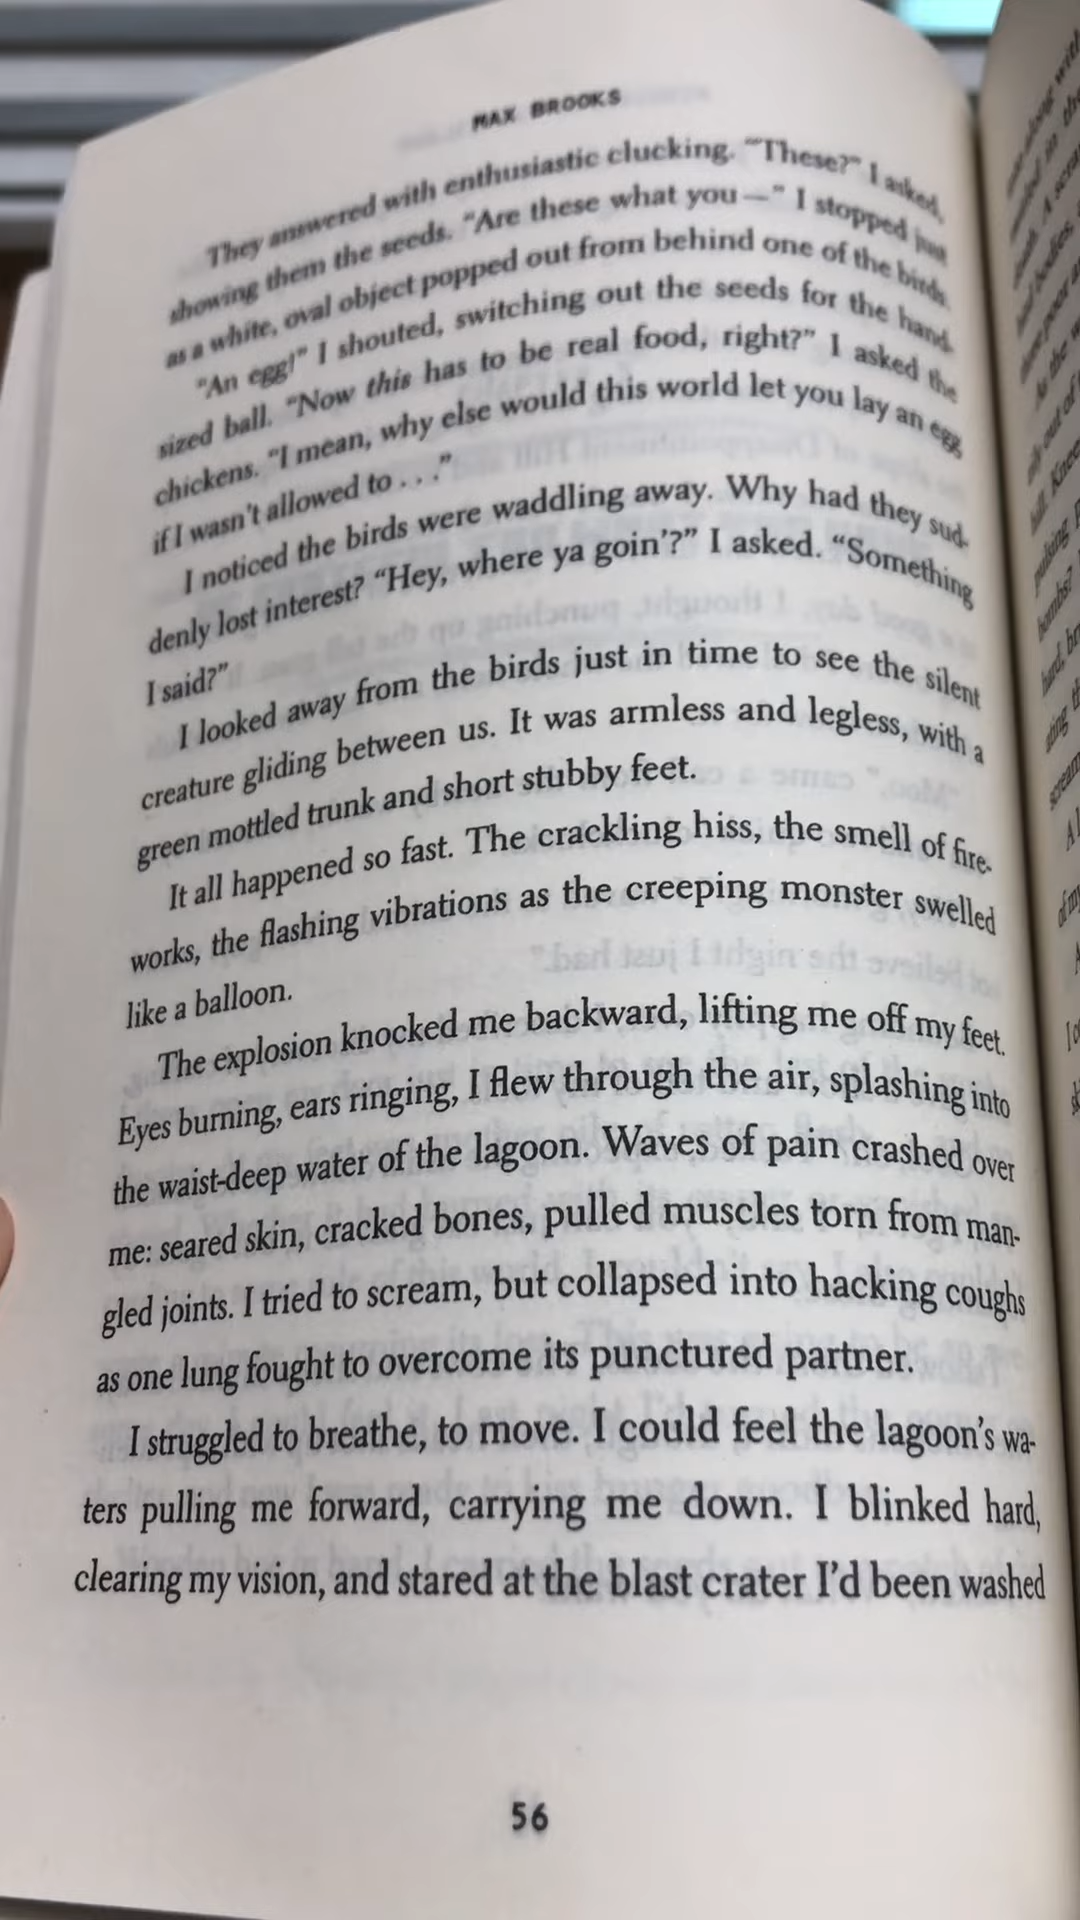 MAX BROOKS
They answered with enthusiastic clucking. "These?" I asked,
showing them the seeds. "Are these what you—" I stopped just
as a white, oval object popped out from behind one of the birds.
"An egg!" I shouted, switching out the seeds for the hand-
sized ball. "Now this has to be real food, right?" I asked the
chickens. "I mean, why else would this world let you lay an egg
if I wasn't allowed to . . ."
I noticed the birds were waddling away. Why had they sud-
denly lost interest? "Hey, where ya goin'?" I asked. "Something
I said?"
I looked away from the birds just in time to see the silent
creature gliding between us. It was armless and legless, with a
green mottled trunk and short stubby feet.
It all happened so fast. The crackling hiss, the smell of fire-
works, the flashing vibrations as the creeping monster swelled
like a balloon.
The explosion knocked me backward, lifting me off my feet.
Eyes burning, ears ringing, I flew through the air, splashing into
the waist-deep water of the lagoon. Waves of pain crashed over
me: seared skin, cracked bones, pulled muscles torn from man-
gled joints. I tried to scream, but collapsed into hacking coughs
as one lung fought to overcome its punctured partner.
I struggled to breathe, to move. I could feel the lagoon's wa-
ters pulling me forward, carrying me down. I blinked hard,
clearing my vision, and stared at the blast crater I'd been washed
56